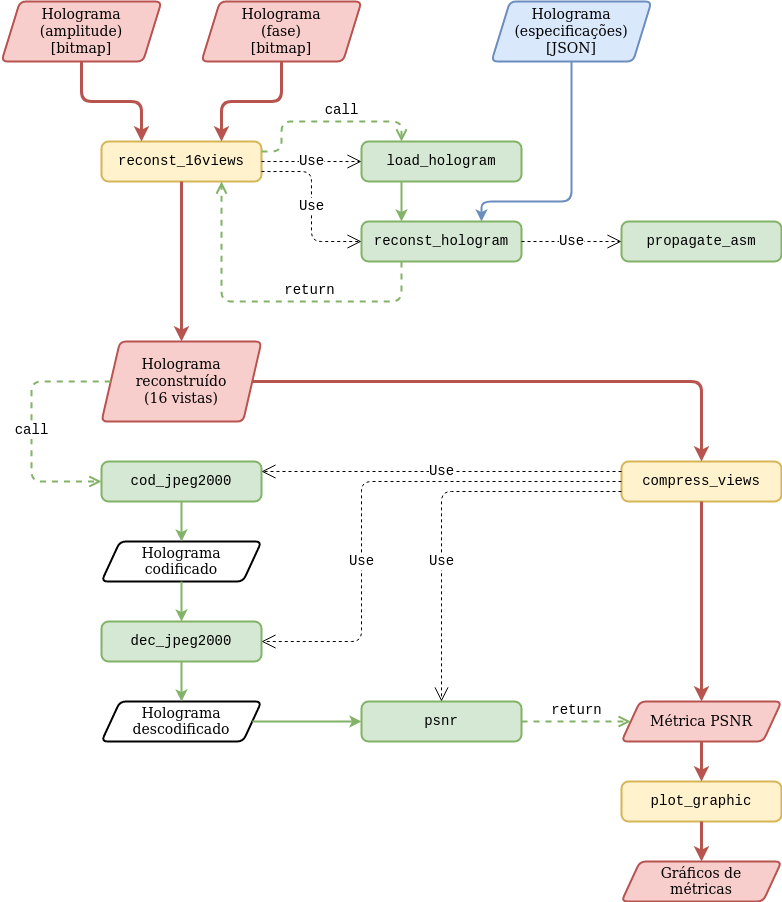 Holograma
(amplitude)
[bitmap]
Holograma
(fase)
[bitmap]
Holograma
(especificações)
[JSON]
call
reconst_16views
Use
load_hologram
Use
reconst_hologram
Use
propagate_asm
return
Holograma
reconstruído
(16 vistas)
call
cod_jpeg2000
Use
compress_views
Holograma
codificado
Use
Use
dec_jpeg2000
Holograma
descodificado
psnr
return
Métrica PSNR
plot_graphic
Gráficos de
métricas